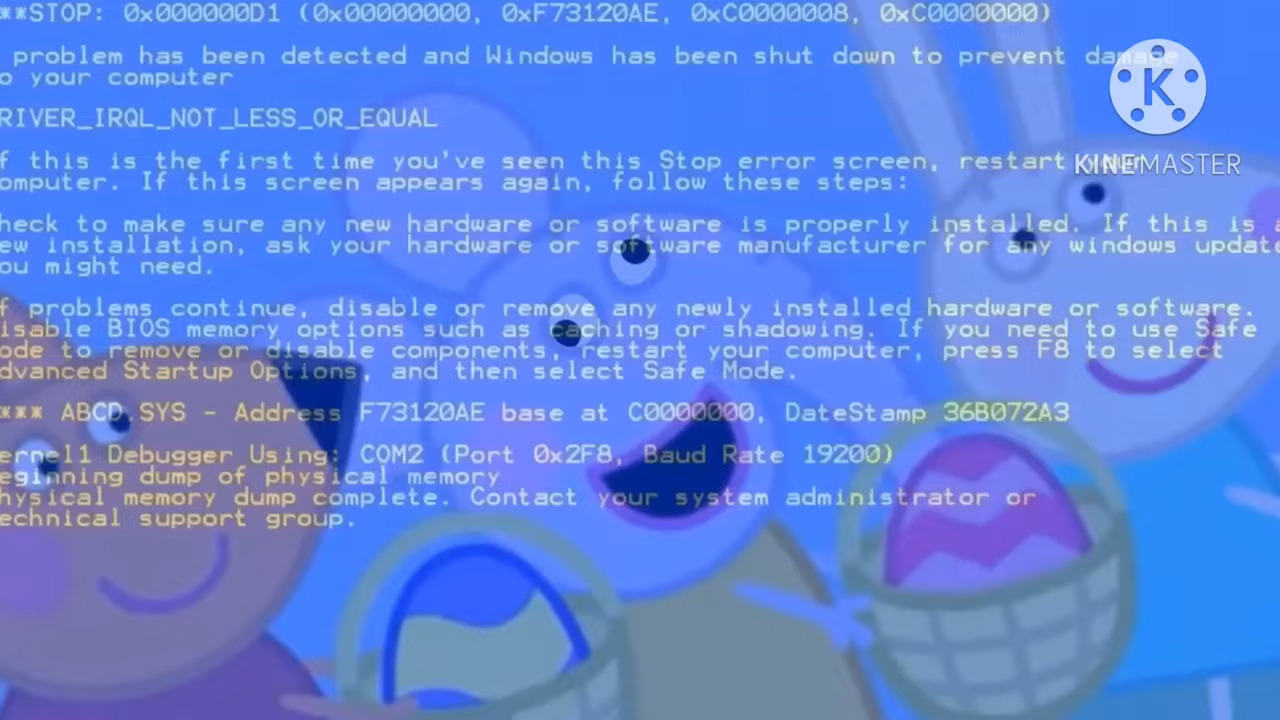 **STOP: 0x000000D1 (0x00000000, 0xF73120AE, 0xC0000008, 0xC0000000)
problem has been detected and Windows has been shut down to prevent damage
o your computer
RIVER_IRQL_NOT_LESS_OR_EQUAL
f this is the first time you've seen this Stop error screen, restart your
omputer. If this screen appears again, follow these steps:
heck to make sure any new hardware or software is properly installed. If this is a
ew installation, ask your hardware or software manufacturer for any windows update
ou might need.
f problems continue, disable or remove any newly installed hardware or software.
isable BIOS memory options such as caching or shadowing. If you need to use Safe
ode to remove or disable components, restart your computer, press F8 to select
dvanced Startup Options, and then select Safe Mode.
*** ABCD.SYS - Address F73120AE base at C0000000, DateStamp 36B072A3
ernel1 Debugger Using: COM2 (Port 0x2F8, Baud Rate 19200)
eginning dump of physical memory
hysical memory dump complete. Contact your system administrator or
echnical support group.
K
KINEMASTER